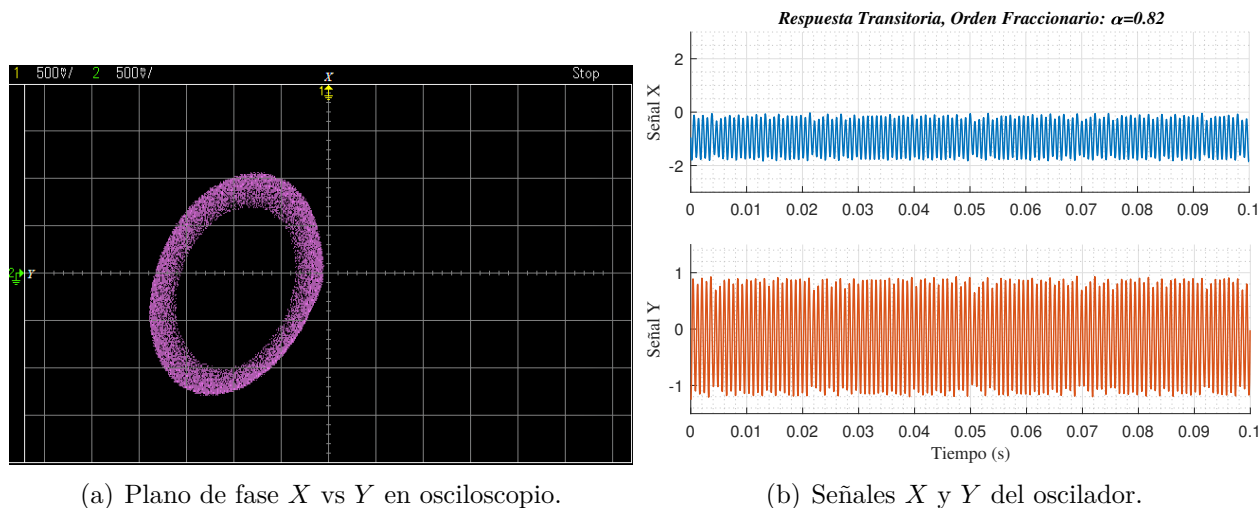 1 500㎷/ 2 500㎷/ Stop
X
1
2 Y
(a) Plano de fase X vs Y en osciloscopio.
Respuesta Transitoria, Orden Fraccionario: α=0.82
Señal X
2
0
-2
0 0.01 0.02 0.03 0.04 0.05 0.06 0.07 0.08 0.09 0.1
Señal Y
1
0
-1
0 0.01 0.02 0.03 0.04 0.05 0.06 0.07 0.08 0.09 0.1
Tiempo (s)
(b) Señales X y Y del oscilador.